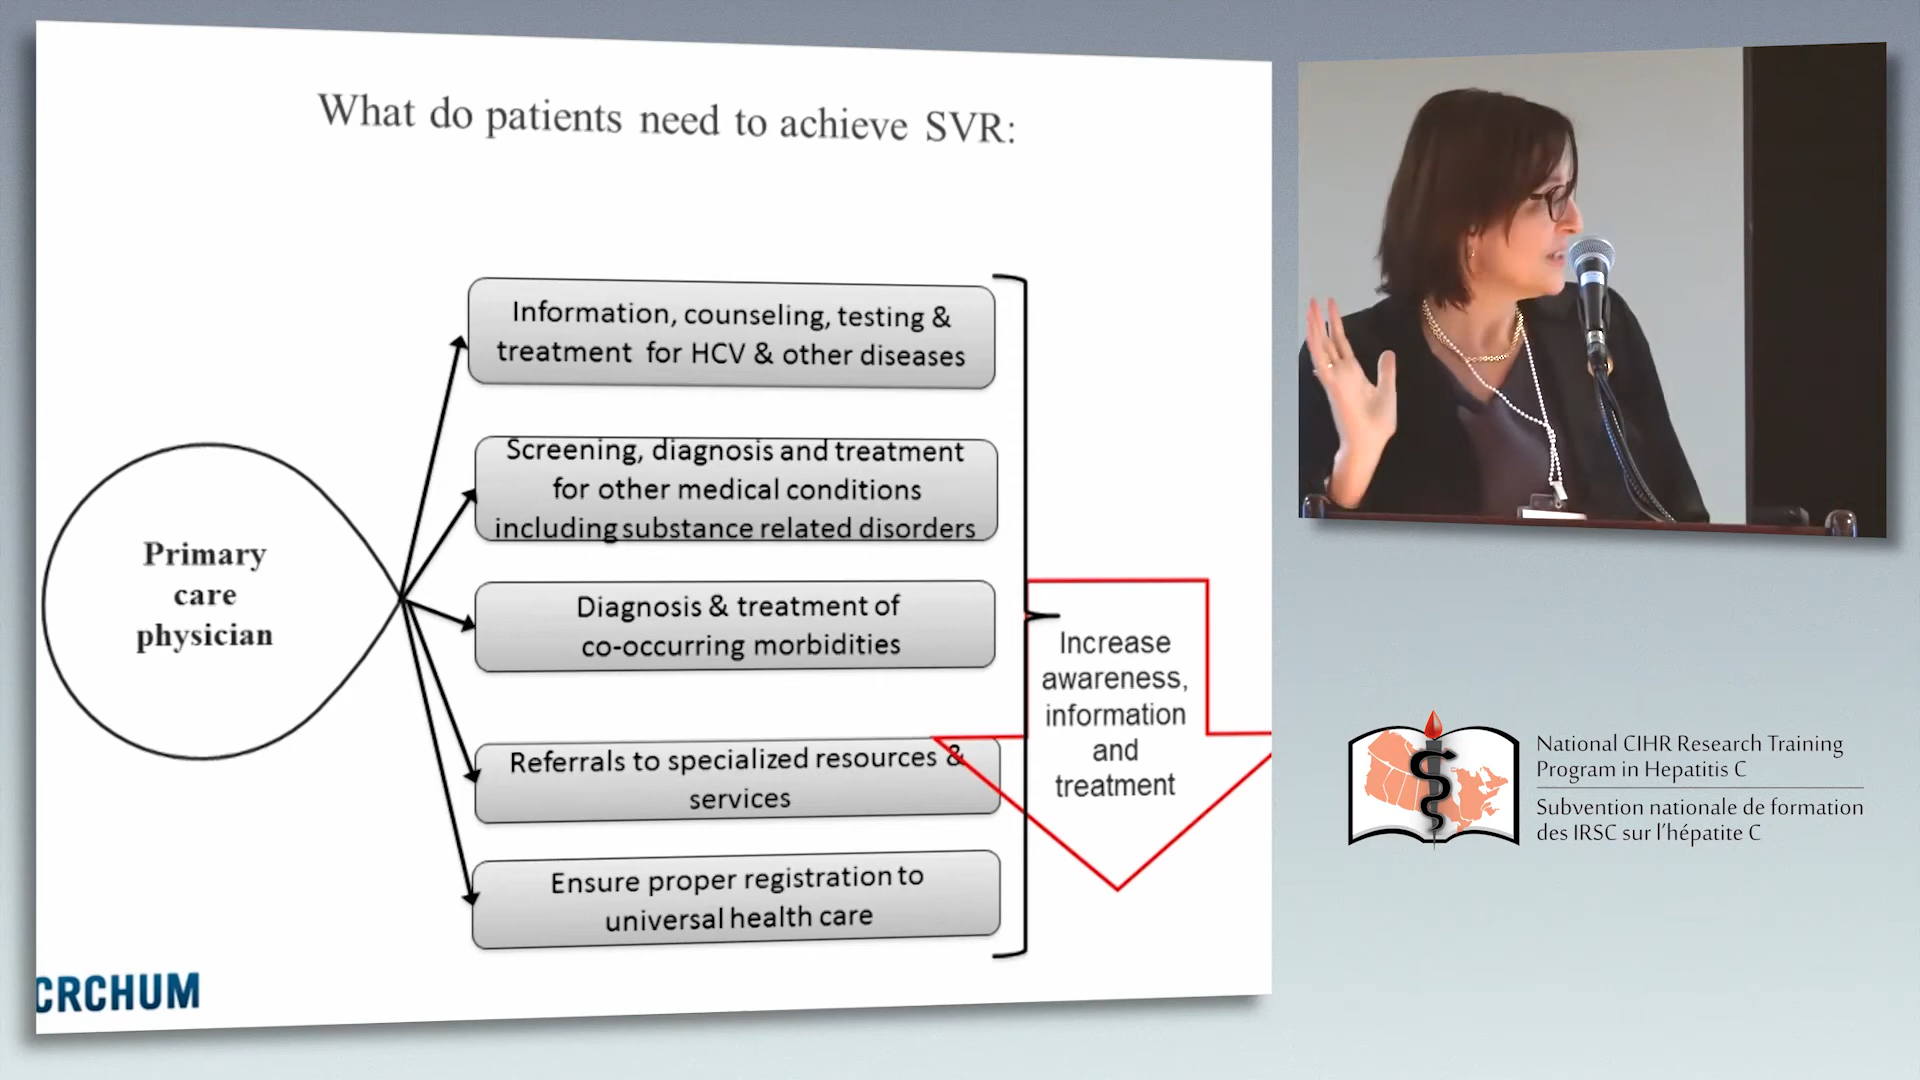 What do patients need to achieve SVR:
Primary
care
physician
Information, counseling, testing &
treatment for HCV & other diseases
Screening, diagnosis and treatment
for other medical conditions
including substance related disorders
Diagnosis & treatment of
co-occurring morbidities
Referrals to specialized resources &
services
Ensure proper registration to
universal health care
Increase
awareness,
information
and
treatment
CRCHUM
National CIHR Research Training
Program in Hepatitis C
Subvention nationale de formation
des IRSC sur l'hépatite C